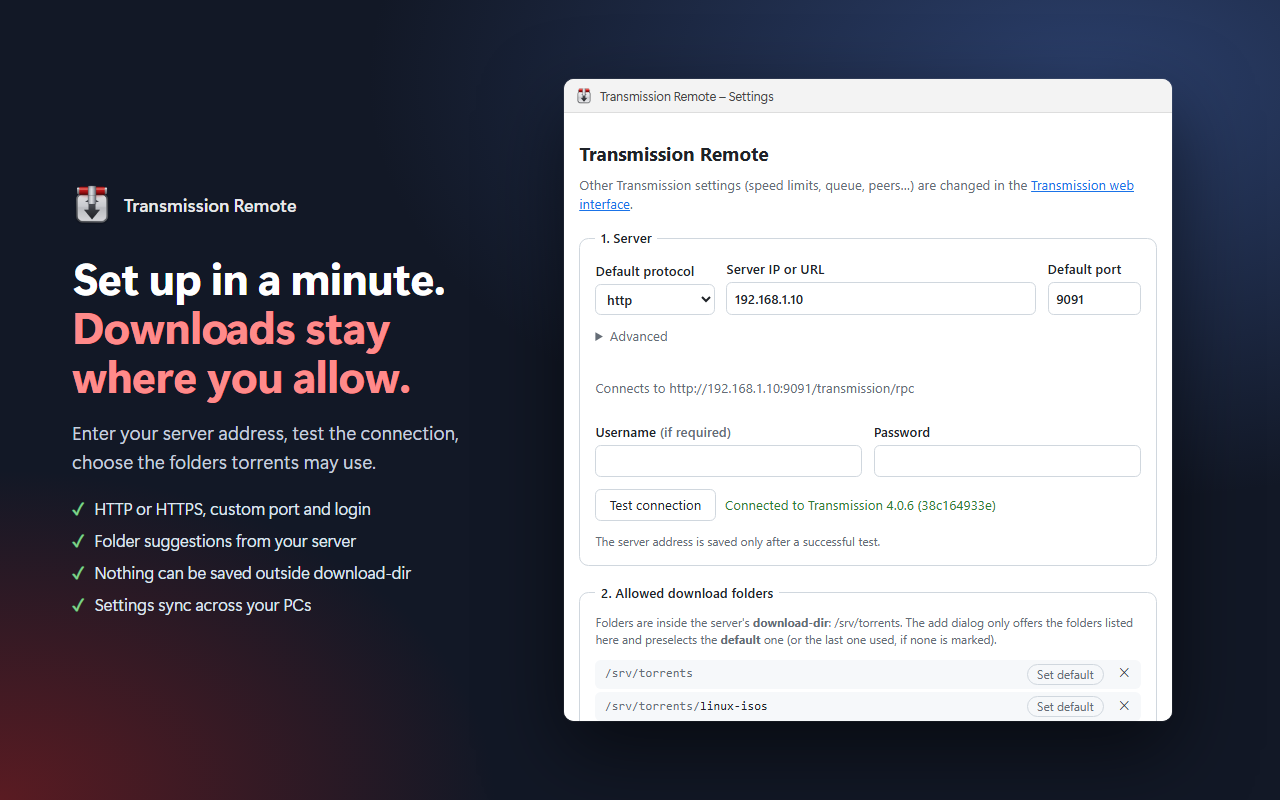 Transmission Remote
Set up in a minute.
Downloads stay
where you allow.
Enter your server address, test the connection,
choose the folders torrents may use.
✓ HTTP or HTTPS, custom port and login
✓ Folder suggestions from your server
✓ Nothing can be saved outside download-dir
✓ Settings sync across your PCs
Transmission Remote – Settings
Transmission Remote
Other Transmission settings (speed limits, queue, peers…) are changed in the Transmission web
interface.
1. Server
Default protocol Server IP or URL Default port
http 192.168.1.10 9091
▶ Advanced
Connects to http://192.168.1.10:9091/transmission/rpc
Username (if required) Password
Test connection Connected to Transmission 4.0.6 (38c164933e)
The server address is saved only after a successful test.
2. Allowed download folders
Folders are inside the server's download-dir: /srv/torrents. The add dialog only offers the folders listed
here and preselects the default one (or the last one used, if none is marked).
/srv/torrents Set default ×
/srv/torrents/linux-isos Set default ×